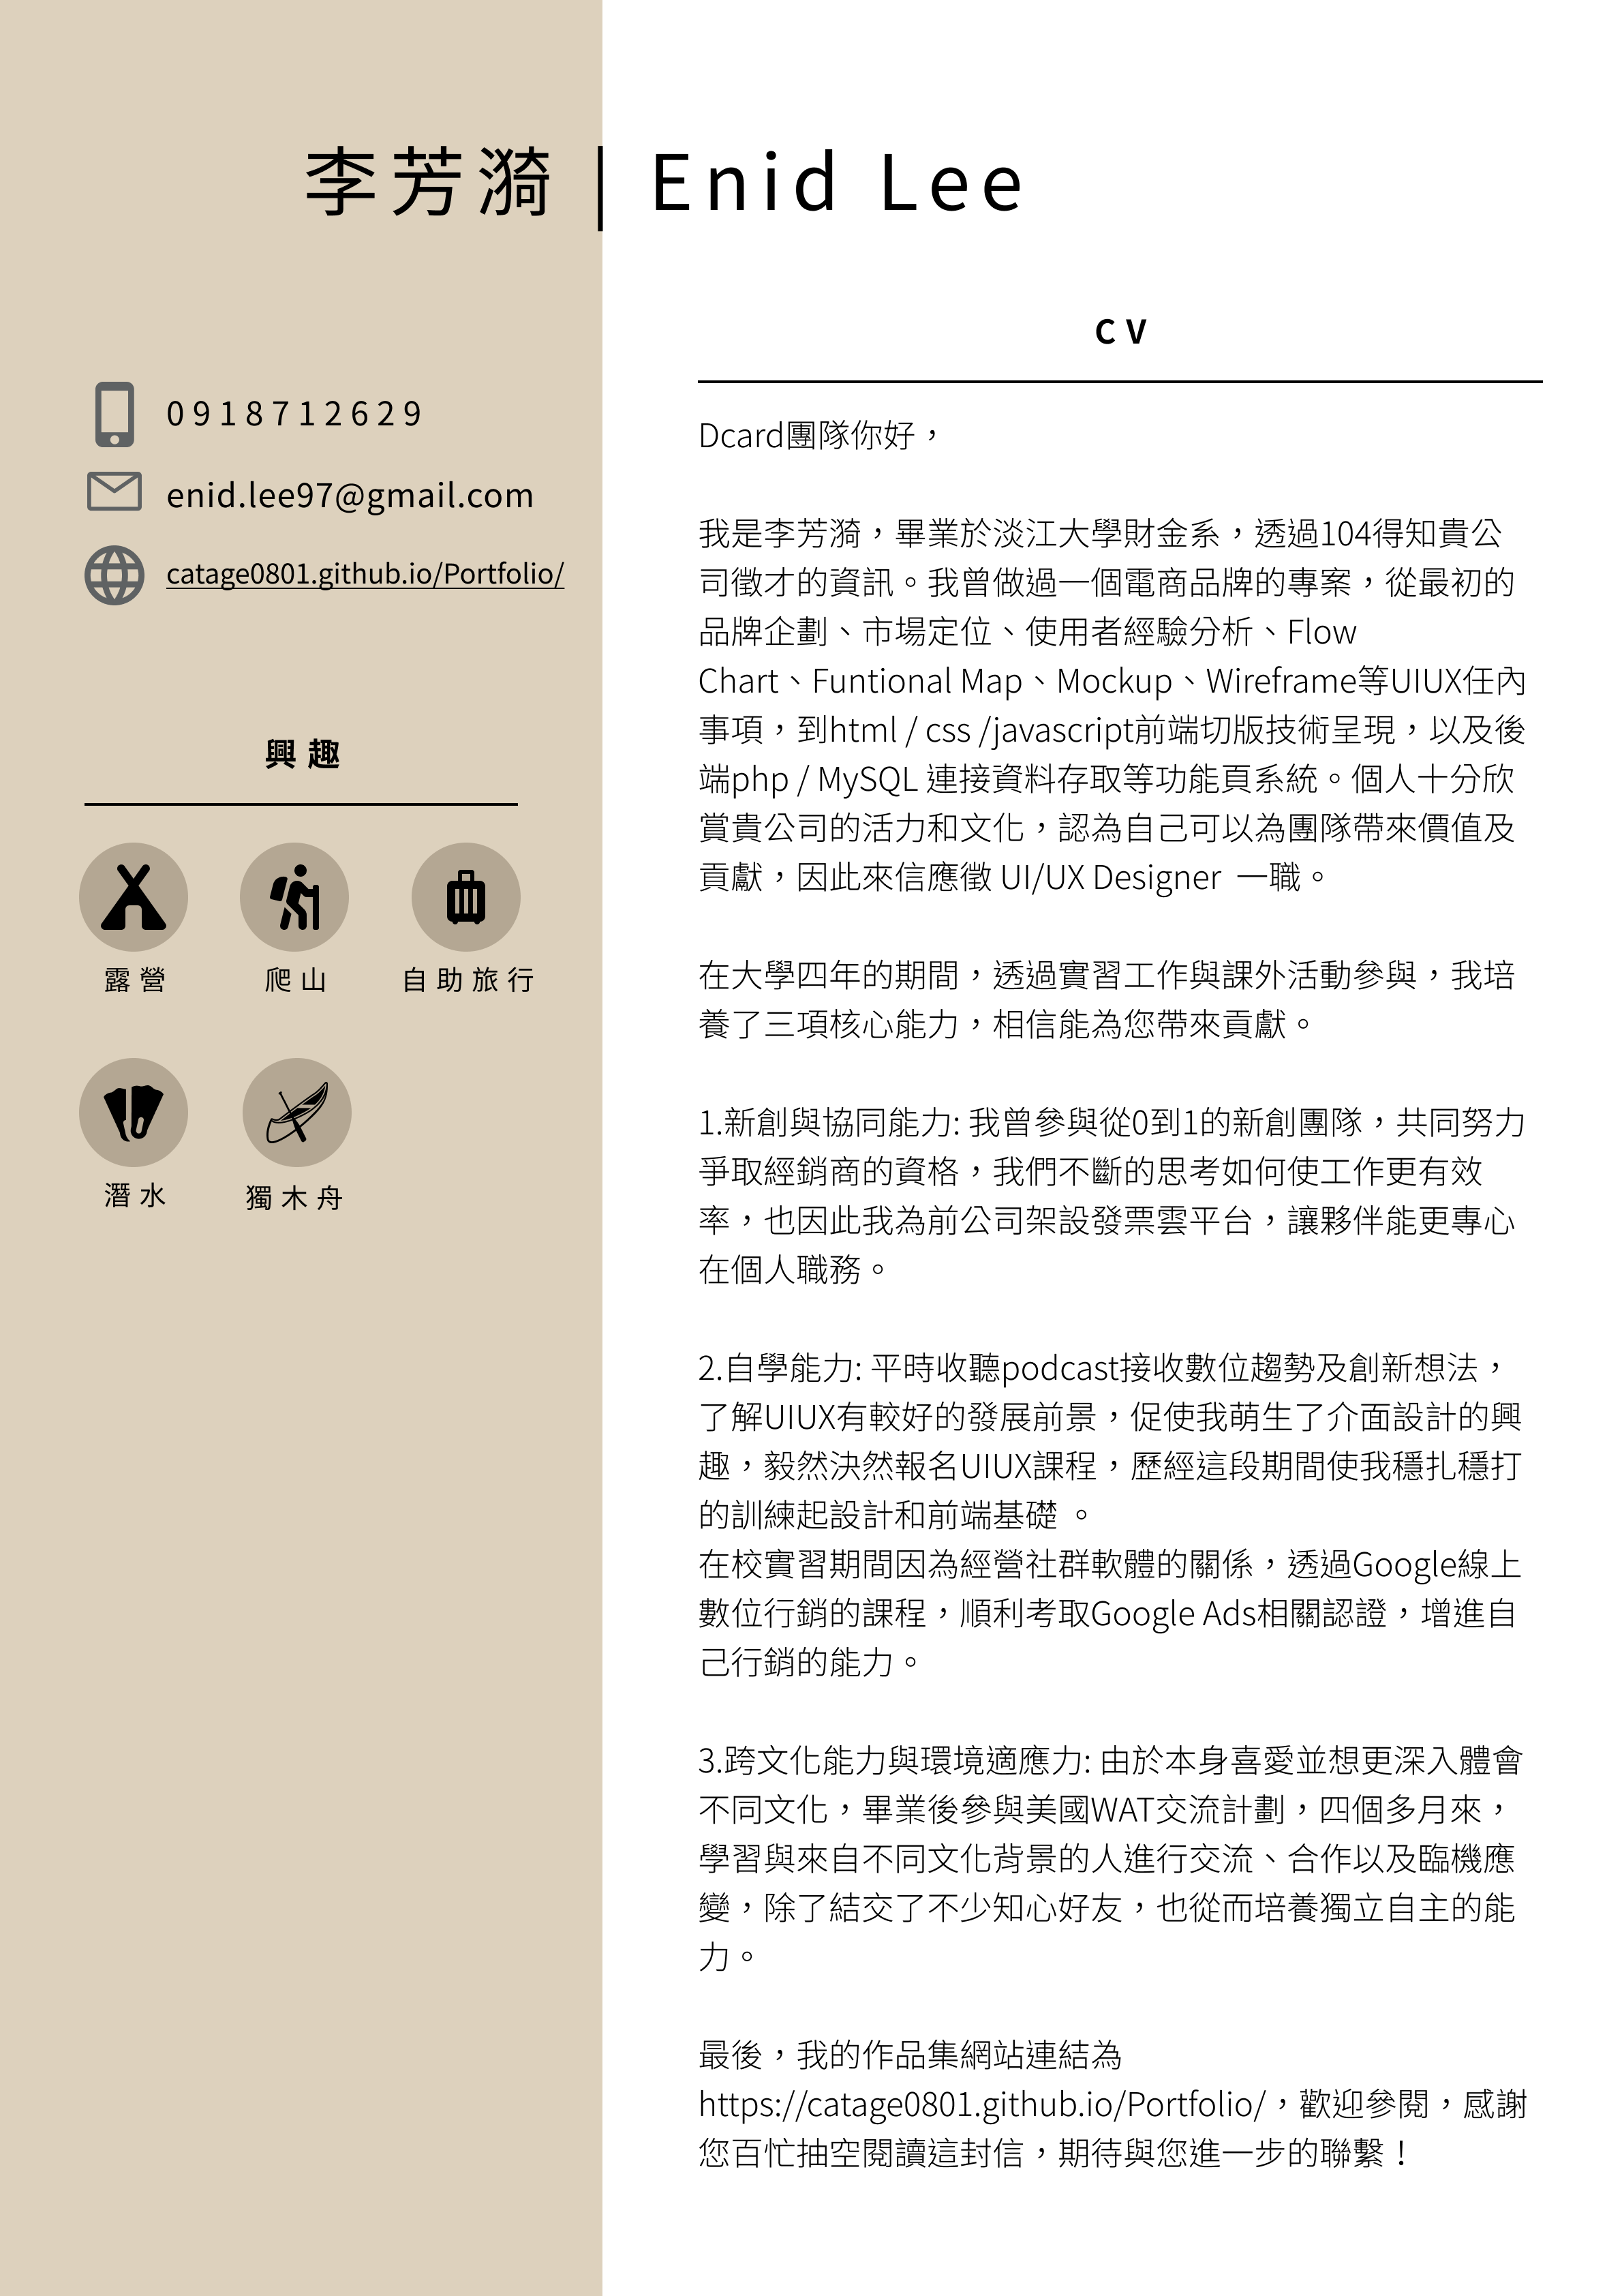 李芳漪 | Enid Lee
0918712629
enid.lee97@gmail.com
catage0801.github.io/Portfolio/
興趣
露營
爬山
自助旅行
潛水
獨木舟
CV
Dcard團隊你好，
我是李芳漪，畢業於淡江大學財金系，透過104得知貴公
司徵才的資訊。我曾做過一個電商品牌的專案，從最初的
品牌企劃、市場定位、使用者經驗分析、Flow
Chart、Funtional Map、Mockup、Wireframe等UIUX任內
事項，到html / css /javascript前端切版技術呈現，以及後
端php / MySQL 連接資料存取等功能頁系統。個人十分欣
賞貴公司的活力和文化，認為自己可以為團隊帶來價值及
貢獻，因此來信應徵 UI/UX Designer 一職。
在大學四年的期間，透過實習工作與課外活動參與，我培
養了三項核心能力，相信能為您帶來貢獻。
1.新創與協同能力: 我曾參與從0到1的新創團隊，共同努力
爭取經銷商的資格，我們不斷的思考如何使工作更有效
率，也因此我為前公司架設發票雲平台，讓夥伴能更專心
在個人職務。
2.自學能力: 平時收聽podcast接收數位趨勢及創新想法，
了解UIUX有較好的發展前景，促使我萌生了介面設計的興
趣，毅然決然報名UIUX課程，歷經這段期間使我穩扎穩打
的訓練起設計和前端基礎 。
在校實習期間因為經營社群軟體的關係，透過Google線上
數位行銷的課程，順利考取Google Ads相關認證，增進自
己行銷的能力。
3.跨文化能力與環境適應力: 由於本身喜愛並想更深入體會
不同文化，畢業後參與美國WAT交流計劃，四個多月來，
學習與來自不同文化背景的人進行交流、合作以及臨機應
變，除了結交了不少知心好友，也從而培養獨立自主的能
力。
最後，我的作品集網站連結為
https://catage0801.github.io/Portfolio/，歡迎參閱，感謝
您百忙抽空閱讀這封信，期待與您進一步的聯繫！